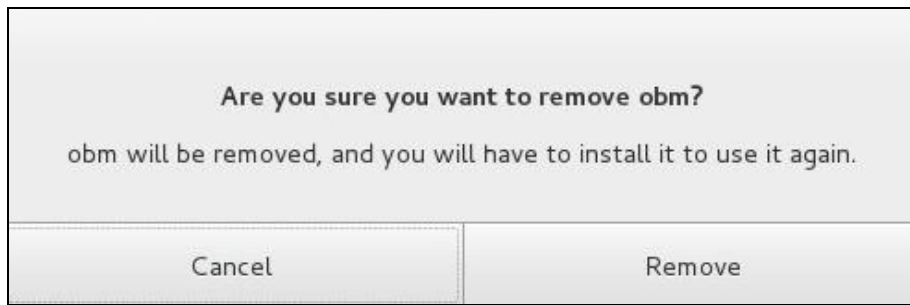 Are you sure you want to remove obm?
obm will be removed, and you will have to install it to use it again.
Cancel
Remove